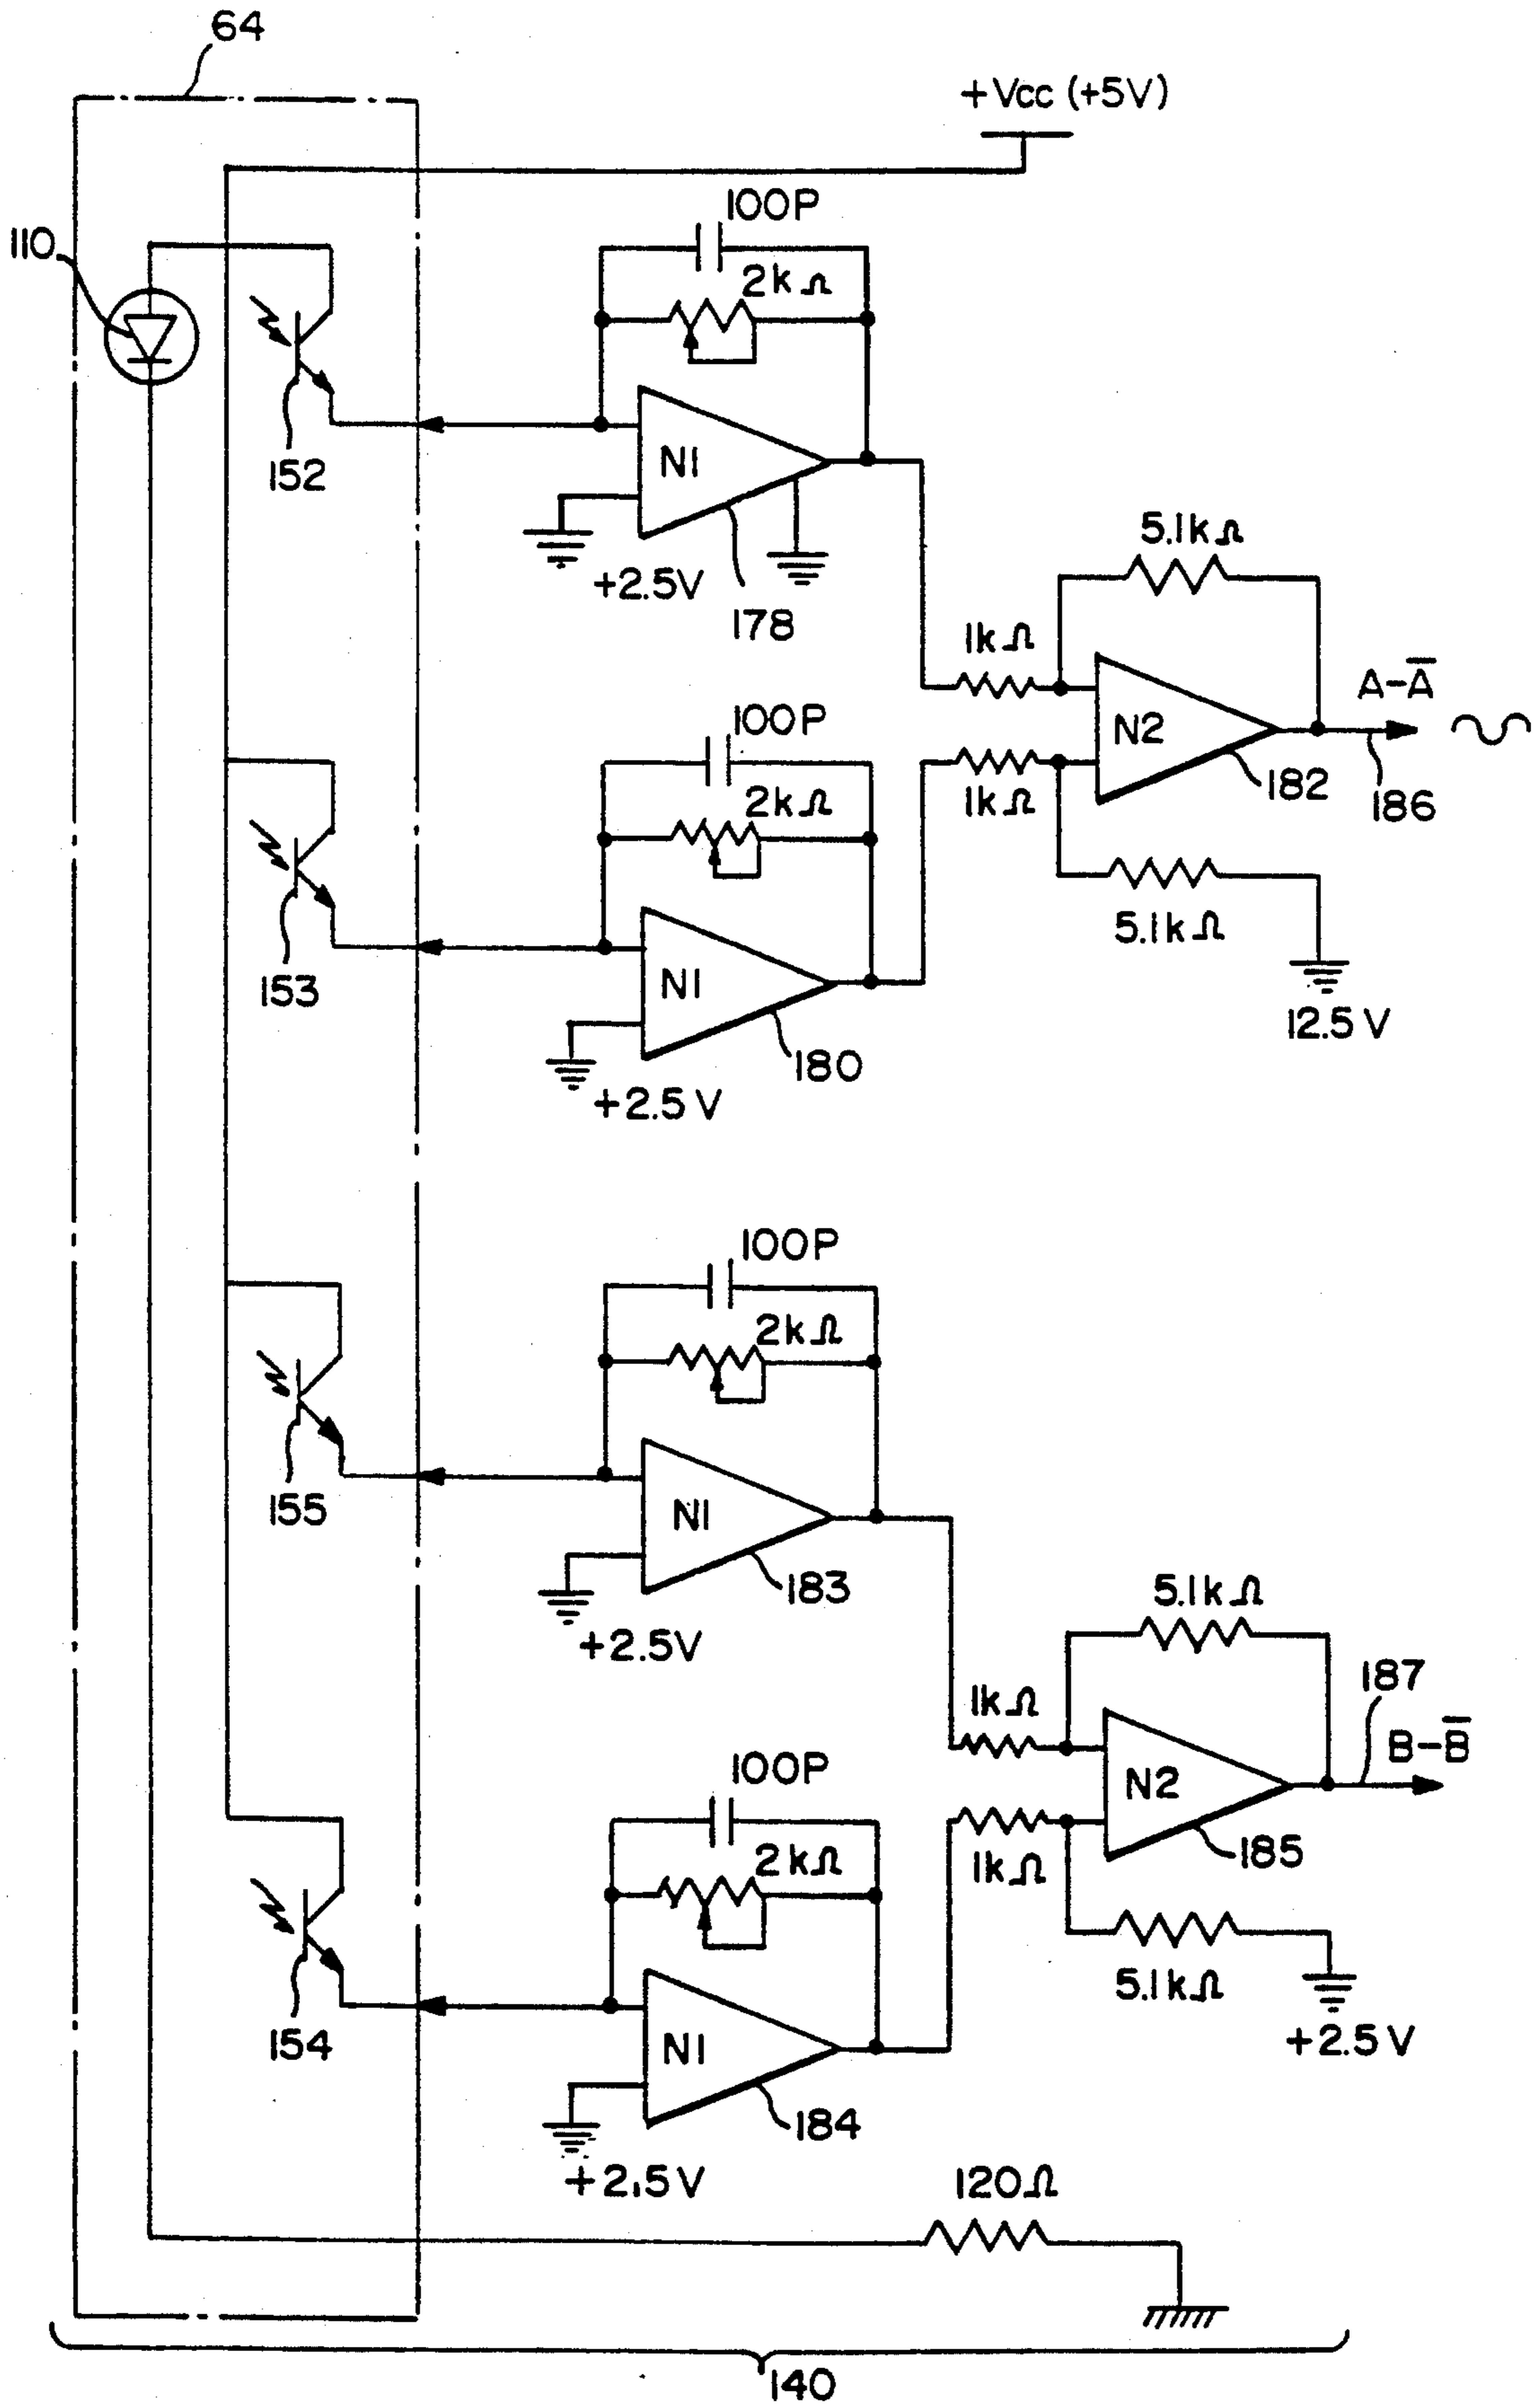 64
+Vcc (+5V)
110
100P
2kΩ
N1
152
+2.5V
178
5.1kΩ
1kΩ
A-A̅
N2
182
186
100P
2kΩ
1kΩ
153
N1
5.1kΩ
12.5V
180
+2.5V
100P
2kΩ
155
N1
183
+2.5V
5.1kΩ
187
1kΩ
B-B̅
N2
185
100P
2kΩ
1kΩ
154
N1
5.1kΩ
+2.5V
184
+2.5V
120Ω
140